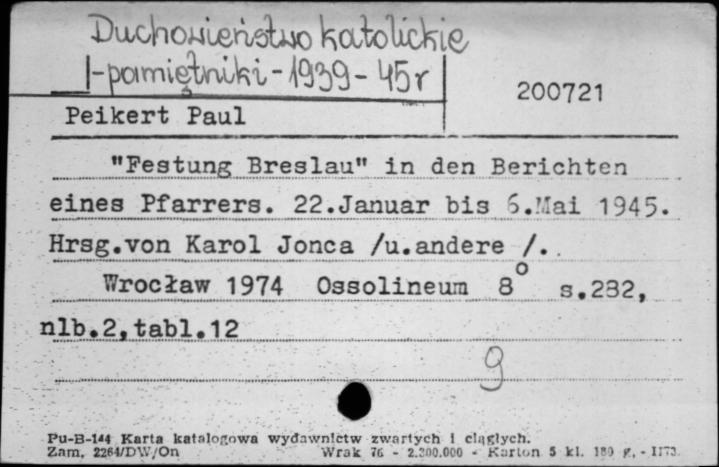 Duchowieństwo katolickie
-pamiętniki-1939-45r
200721
Peikert Paul
"Festung Breslau" in den Berichten
eines Pfarrers. 22.Januar bis 6.Mai 1945.
Hrsg.von Karol Jonca /u.andere /.
Wrocław 1974 Ossolineum 8° s.282,
nlb.2,tabl.12
g
Pu-B-144 Karta katalogowa wydawnictw zwartych i ciągłych.
Zam. 2264/DW/On Wrak 76 - 2.200.000 - Karton 5 kl. 180 g. -